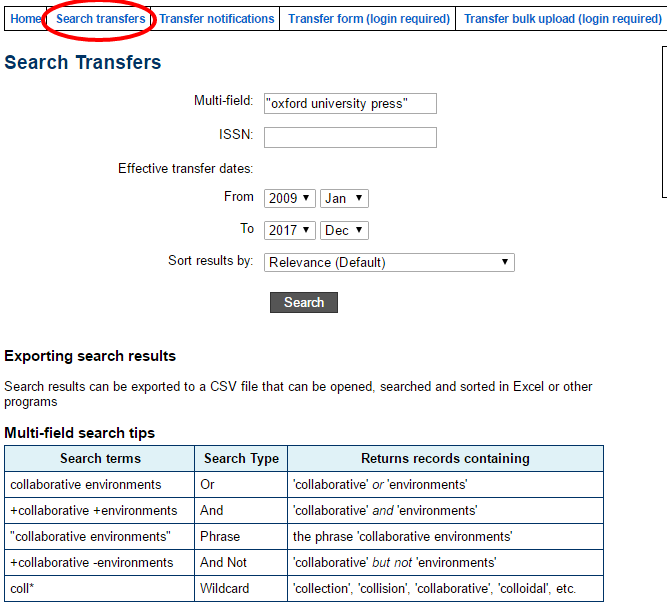 Home Search transfers Transfer notifications Transfer form (login required) Transfer bulk upload (login required)
Search Transfers
Multi-field: "oxford university press"
ISSN:
Effective transfer dates:
From 2009 Jan
To 2017 Dec
Sort results by: Relevance (Default)
Search
Exporting search results
Search results can be exported to a CSV file that can be opened, searched and sorted in Excel or other
programs
Multi-field search tips
Search terms Search Type Returns records containing
collaborative environments Or 'collaborative' or 'environments'
+collaborative +environments And 'collaborative' and 'environments'
"collaborative environments" Phrase the phrase 'collaborative environments'
+collaborative -environments And Not 'collaborative' but not 'environments'
coll* Wildcard 'collection', 'collision', 'collaborative', 'colloidal', etc.